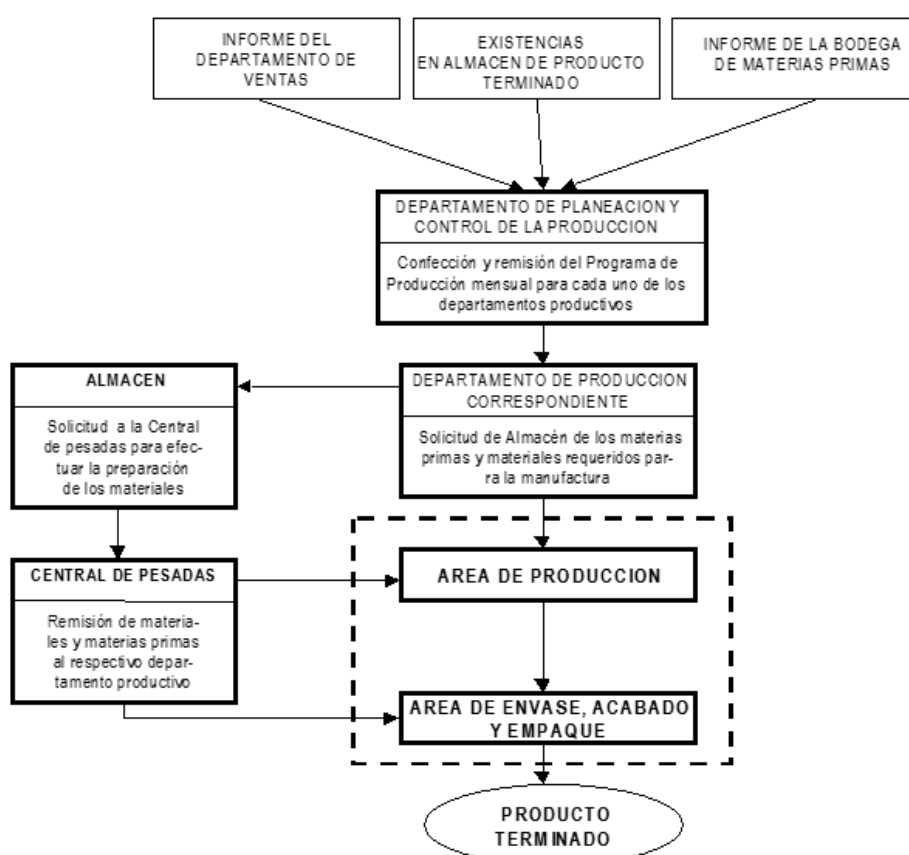 INFORME DEL
DEPARTAMENTO DE
VENTAS
EXISTENCIAS
EN ALMACEN DE PRODUCTO
TERMINADO
INFORME DE LA BODEGA
DE MATERIAS PRIMAS
DEPARTAMENTO DE PLANEACION Y
CONTROL DE LA PRODUCCION
Confección y remisión del Programa de
Producción mensual para cada uno de los
departamentos productivos
ALMACEN
Solicitud a la Central
de pesadas para efec-
tuar la preparación
de los materiales
DEPARTAMENTO DE PRODUCCION
CORRESPONDIENTE
Solicitud de Almacén de los materias
primas y materiales requeridos par-
ra la manufactura
CENTRAL DE PESADAS
Remisión de materia-
les y materias primas
al respectivo depar-
tamento productivo
AREA DE PRODUCCION
AREA DE ENVASE, ACABADO
Y EMPAQUE
PRODUCTO
TERMINADO